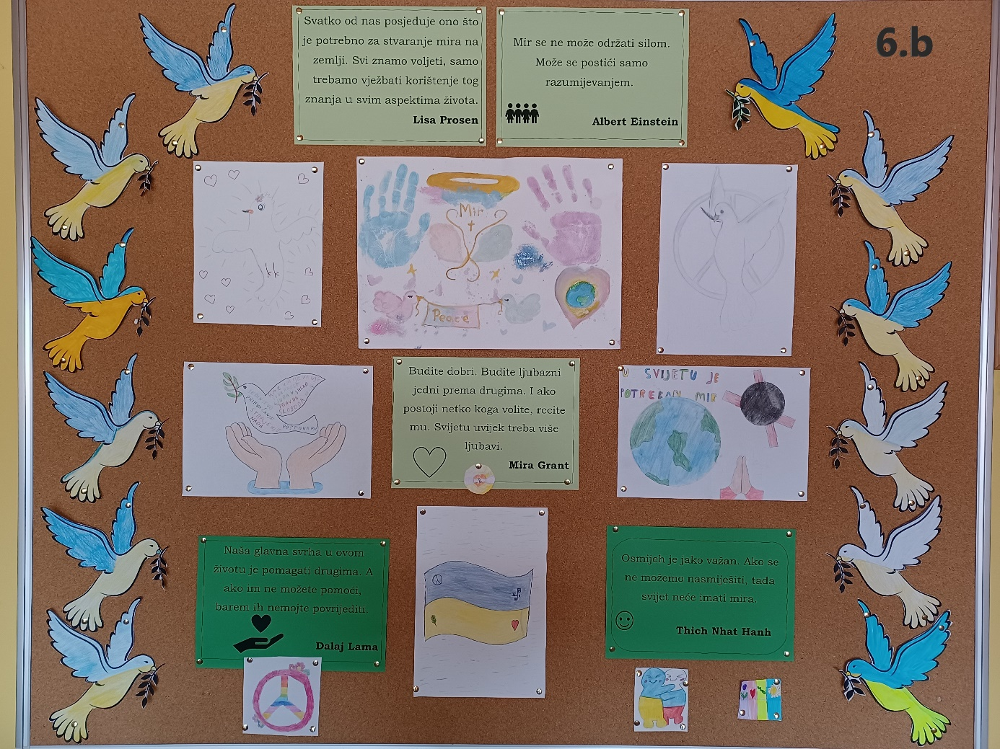 Svatko od nas posjeduje ono što
je potrebno za stvaranje mira na
zemlji. Svi znamo voljeti, samo
trebamo vježbati korištenje tog
znanja u svim aspektima života.
Lisa Prosen
Mir se ne može održati silom.
Može se postići samo
razumijevanjem.
Albert Einstein
6.b
Mir
Peace
Budite dobri. Budite ljubazni
jedni prema drugima. I ako
postoji netko koga volite, recite
mu. Svijetu uvijek treba više
ljubavi.
Mira Grant
U SVIJETU JE
POTREBAN MIR
Naša glavna svrha u ovom
životu je pomagati drugima. A
ako im ne možete pomoći,
barem ih nemojte povrijediti.
Dalaj Lama
Osmijeh je jako važan. Ako se
ne možemo nasmiješiti, tada
svijet neće imati mira.
Thich Nhat Hanh